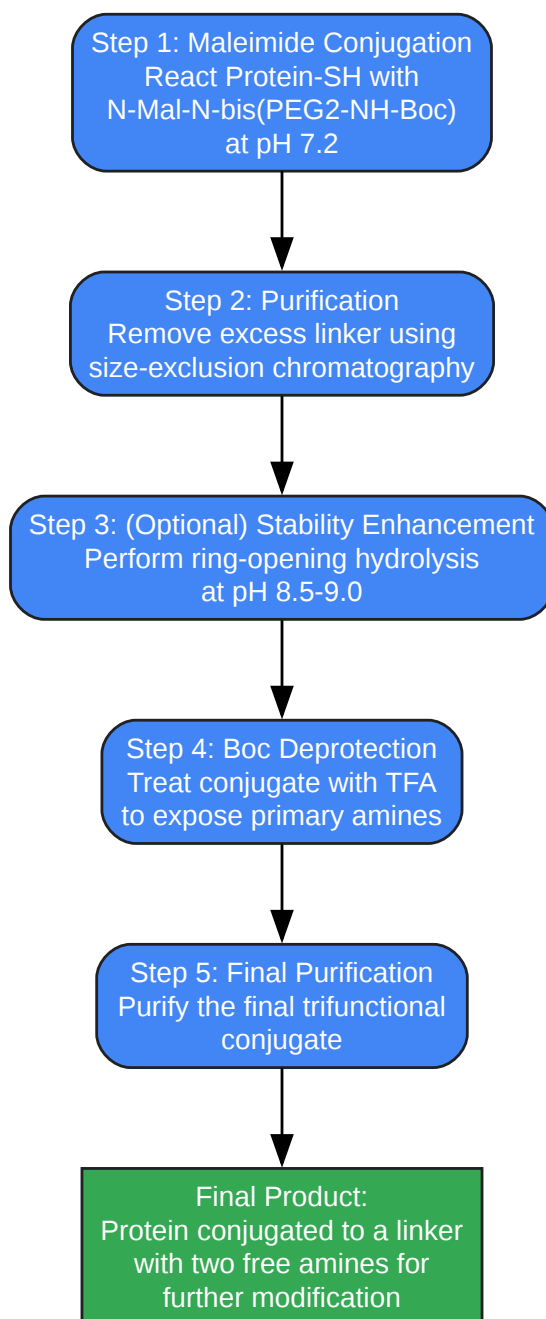 Step 1: Maleimide Conjugation
React Protein-SH with
N-Mal-N-bis(PEG2-NH-Boc)
at pH 7.2
Step 2: Purification
Remove excess linker using
size-exclusion chromatography
Step 3: (Optional) Stability Enhancement
Perform ring-opening hydrolysis
at pH 8.5-9.0
Step 4: Boc Deprotection
Treat conjugate with TFA
to expose primary amines
Step 5: Final Purification
Purify the final trifunctional
conjugate
Final Product:
Protein conjugated to a linker
with two free amines for
further modification